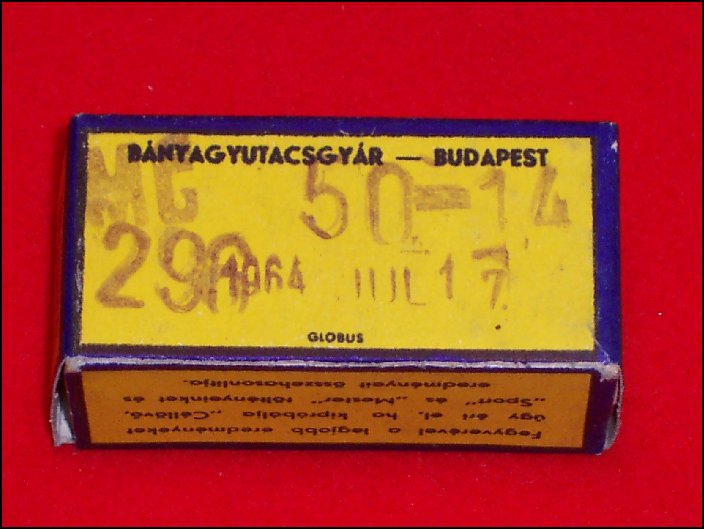 BÁNYAGYUTACSGYÁR — BUDAPEST
MC 50-14
290 1964 JUL 17
GLOBUS
Fegyverével a legjobb eredményeket
úgy éri el, ha kipróbálja „Céllövő,
„Sport" és „Mester" töltényeinket és
eredményeit összehasonlítja.